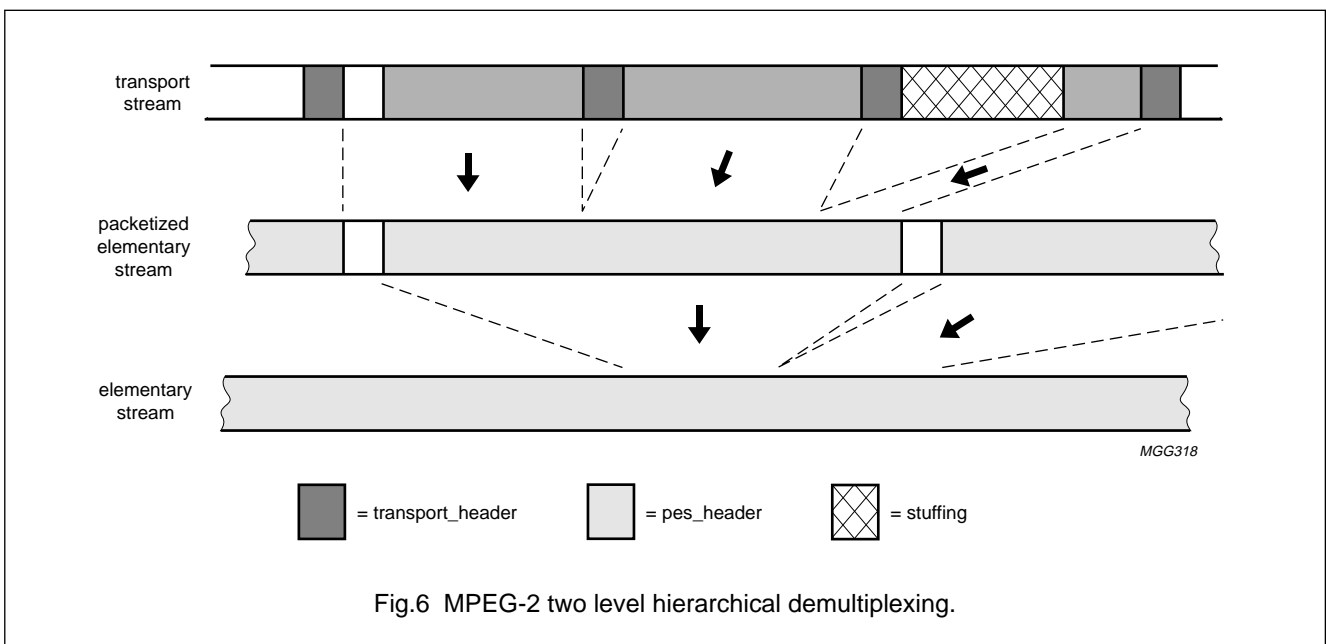 transport
stream
packetized
elementary
stream
elementary
stream
MGG318
= transport_header
= pes_header
= stuffing
Fig.6 MPEG-2 two level hierarchical demultiplexing.